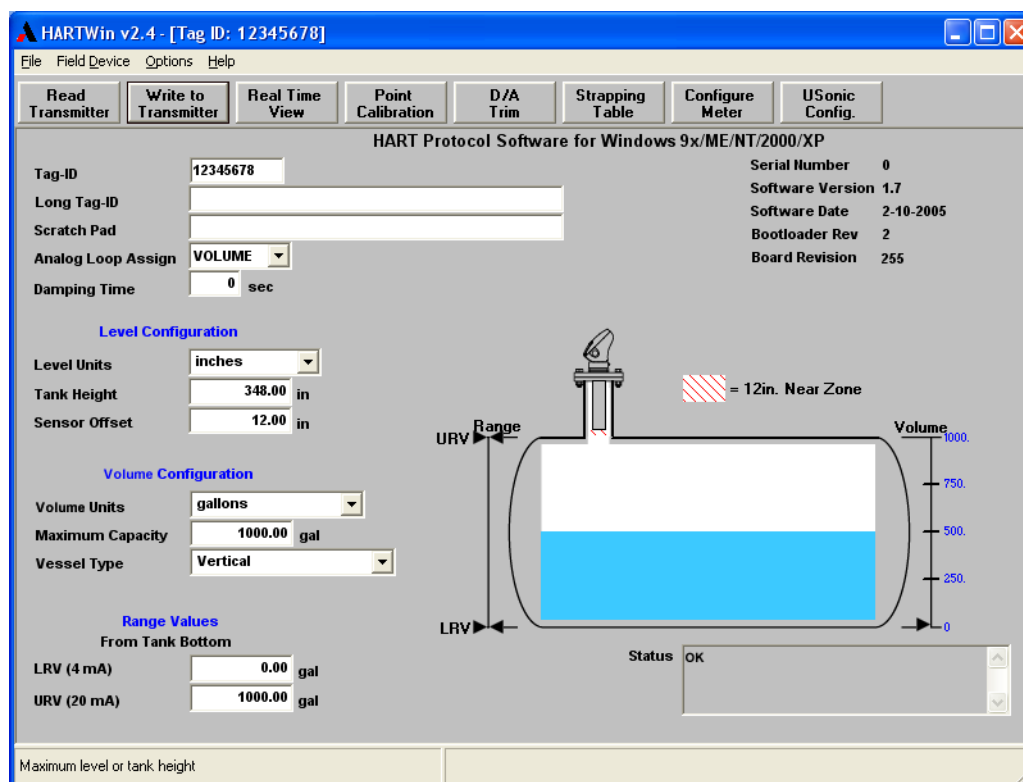 HARTWin v2.4 - [Tag ID: 12345678]
File Field Device Options Help
Read Transmitter
Write to Transmitter
Real Time View
Point Calibration
D/A Trim
Strapping Table
Configure Meter
USonic Config.
HART Protocol Software for Windows 9x/ME/NT/2000/XP
Tag-ID 12345678
Long Tag-ID
Scratch Pad
Analog Loop Assign VOLUME
Damping Time 0 sec
Serial Number 0
Software Version 1.7
Software Date 2-10-2005
Bootloader Rev 2
Board Revision 255
Level Configuration
Level Units inches
Tank Height 348.00 in
Sensor Offset 12.00 in
Volume Configuration
Volume Units gallons
Maximum Capacity 1000.00 gal
Vessel Type Vertical
Range Values
From Tank Bottom
LRV (4 mA) 0.00 gal
URV (20 mA) 1000.00 gal
= 12in. Near Zone
Range
URV
LRV
Volume
1000.
750.
500.
250.
0
Status OK
Maximum level or tank height